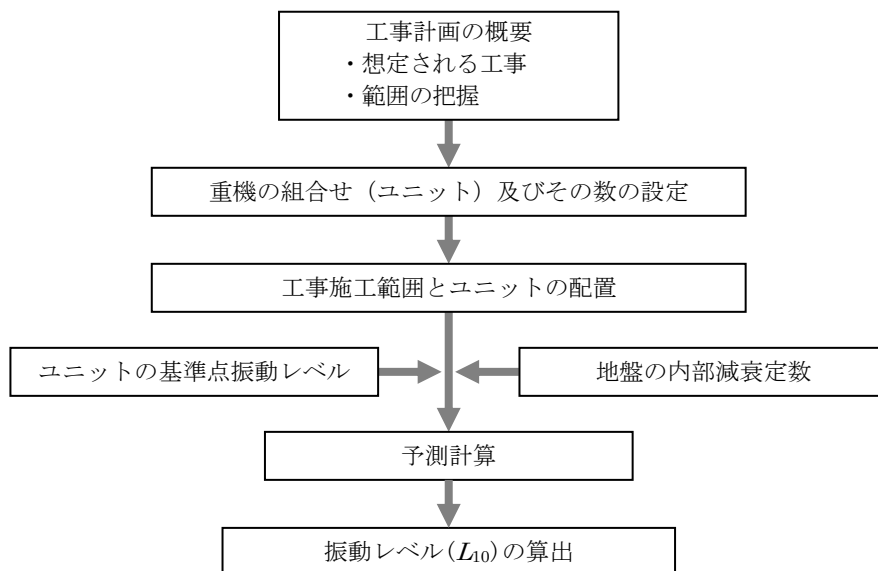 工事計画の概要
・想定される工事
・範囲の把握
重機の組合せ（ユニット）及びその数の設定
工事施工範囲とユニットの配置
ユニットの基準点振動レベル
地盤の内部減衰定数
予測計算
振動レベル(L10)の算出